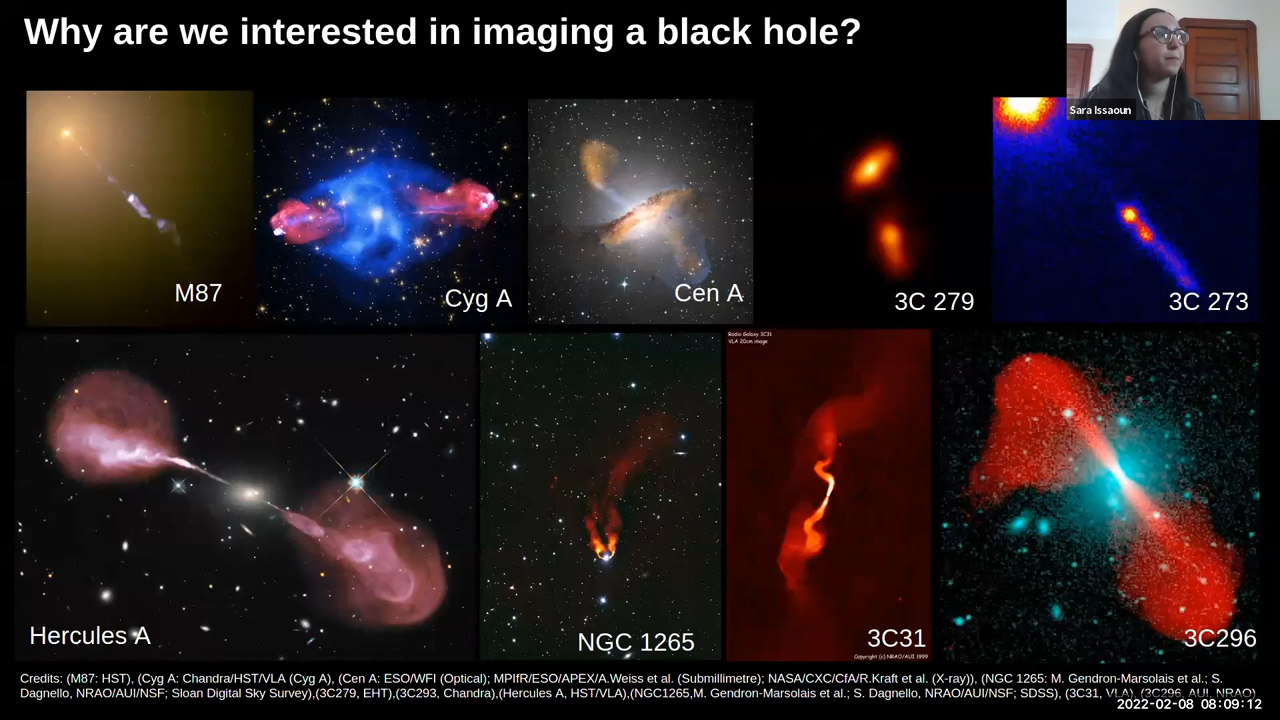 Why are we interested in imaging a black hole?
Sara Issaoun
M87
Cyg A
Cen A
3C 279
3C 273
Radio Galaxy 3C31
VLA 20cm image
Hercules A
NGC 1265
3C31
3C296
Copyright (c) NRAO/AUI 1999
Credits: (M87: HST), (Cyg A: Chandra/HST/VLA (Cyg A), (Cen A: ESO/WFI (Optical); MPIfR/ESO/APEX/A.Weiss et al. (Submillimetre); NASA/CXC/CfA/R.Kraft et al. (X-ray)), (NGC 1265: M. Gendron-Marsolais et al.; S.
Dagnello, NRAO/AUI/NSF; Sloan Digital Sky Survey),(3C279, EHT),(3C293, Chandra),(Hercules A, HST/VLA),(NGC1265,M. Gendron-Marsolais et al.; S. Dagnello, NRAO/AUI/NSF; SDSS), (3C31, VLA), (3C296, AUI, NRAO)
2022-02-08 08:09:12